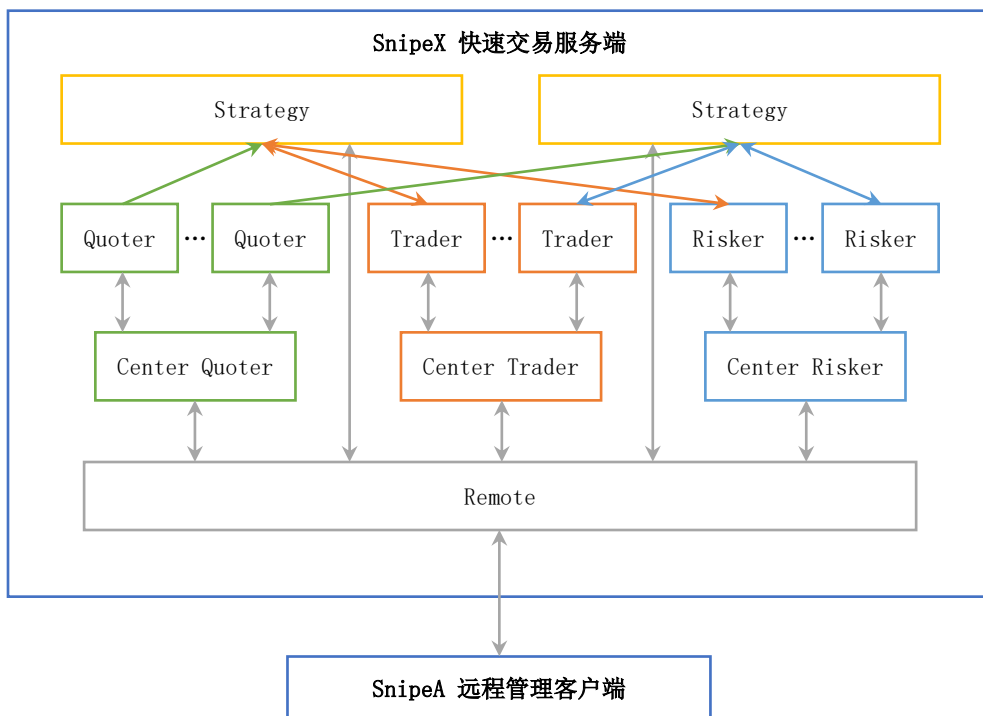 SnipeX 快速交易服务端
Strategy
Strategy
Quoter ... Quoter
Trader ... Trader
Risker ... Risker
Center Quoter
Center Trader
Center Risker
Remote
SnipeA 远程管理客户端